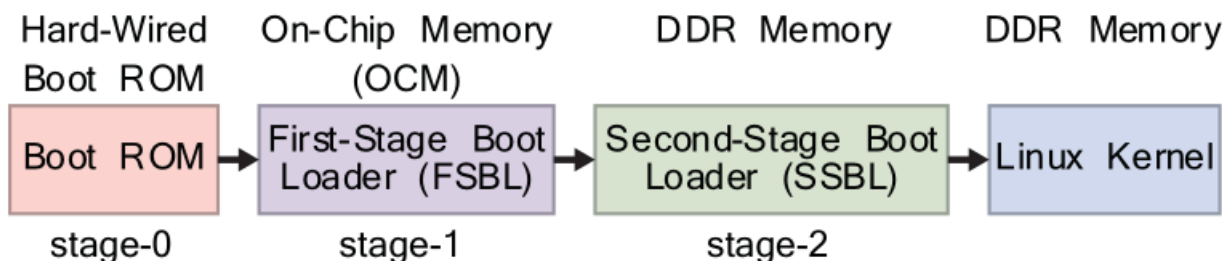 Hard-Wired
Boot ROM
On-Chip Memory
(OCM)
DDR Memory
DDR Memory
Boot ROM
First-Stage Boot
Loader (FSBL)
Second-Stage Boot
Loader (SSBL)
Linux Kernel
stage-0
stage-1
stage-2